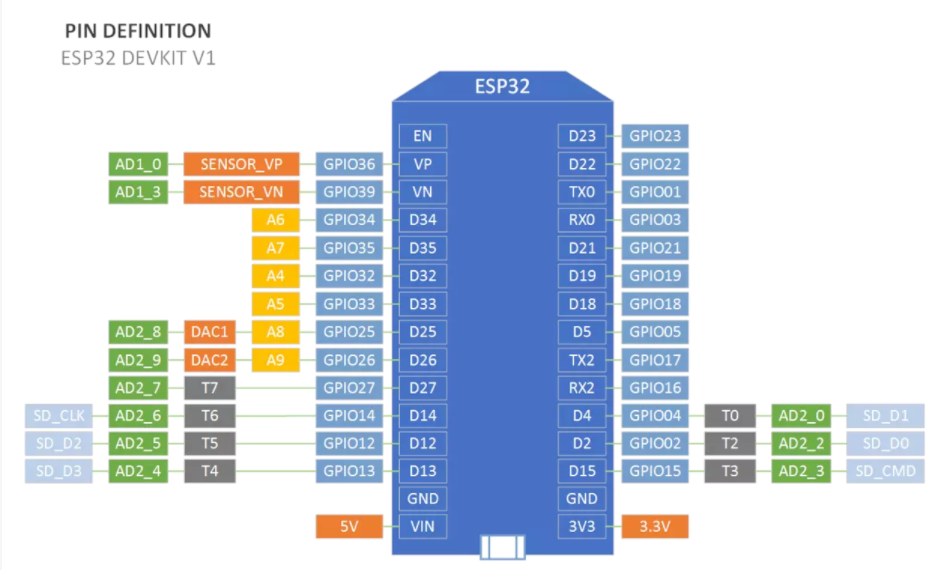 PIN DEFINITION
ESP32 DEVKIT V1
ESP32
EN D23 GPIO23
AD1_0 SENSOR_VP GPIO36 VP D22 GPIO22
AD1_3 SENSOR_VN GPIO39 VN TX0 GPIO01
A6 GPIO34 D34 RX0 GPIO03
A7 GPIO35 D35 D21 GPIO21
A4 GPIO32 D32 D19 GPIO19
A5 GPIO33 D33 D18 GPIO18
AD2_8 DAC1 A8 GPIO25 D25 D5 GPIO05
AD2_9 DAC2 A9 GPIO26 D26 TX2 GPIO17
AD2_7 T7 GPIO27 D27 RX2 GPIO16
SD_CLK AD2_6 T6 GPIO14 D14 D4 GPIO04 T0 AD2_0 SD_D1
SD_D2 AD2_5 T5 GPIO12 D12 D2 GPIO02 T2 AD2_2 SD_D0
SD_D3 AD2_4 T4 GPIO13 D13 D15 GPIO15 T3 AD2_3 SD_CMD
GND GND
5V VIN 3V3 3.3V